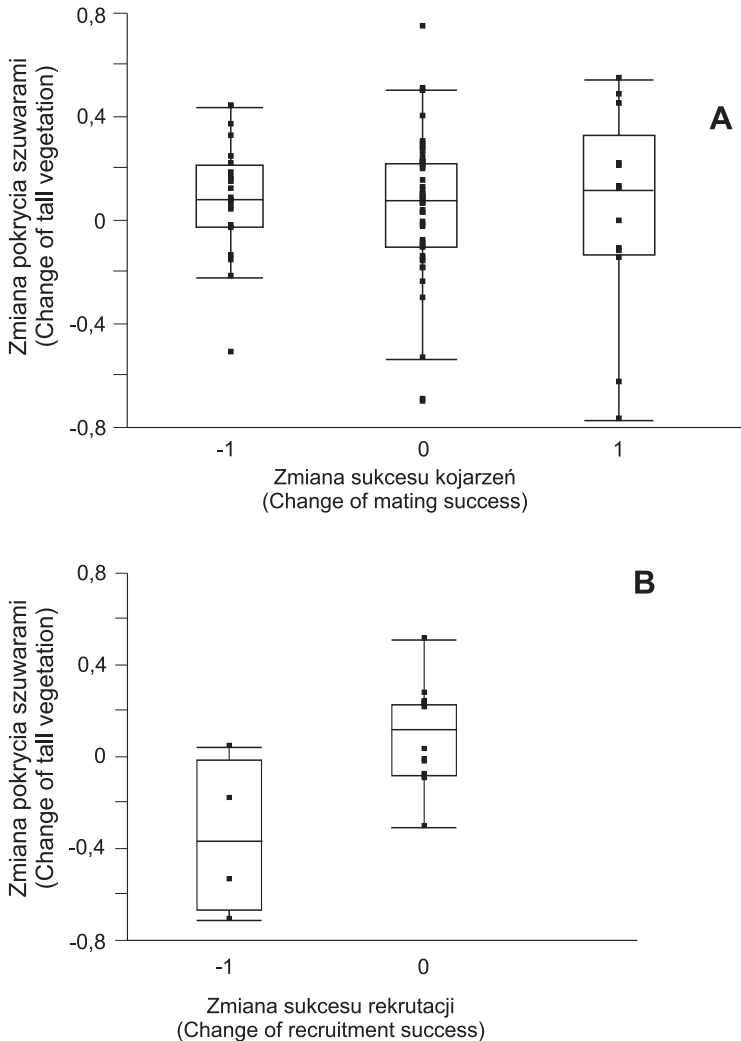 0,8
A
0,4
0
-0,4
-0,8
Zmiana pokrycia szuwarami
(Change of tall vegetation)
-1 0 1
Zmiana sukcesu kojarzeń
(Change of mating success)
0,8
B
0,4
0
-0,4
-0,8
Zmiana pokrycia szuwarami
(Change of tall vegetation)
-1 0
Zmiana sukcesu rekrutacji
(Change of recruitment success)